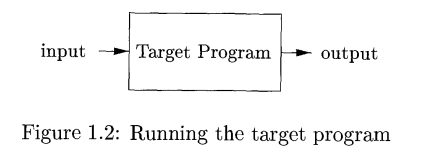 input Target Program output
Figure 1.2: Running the target program